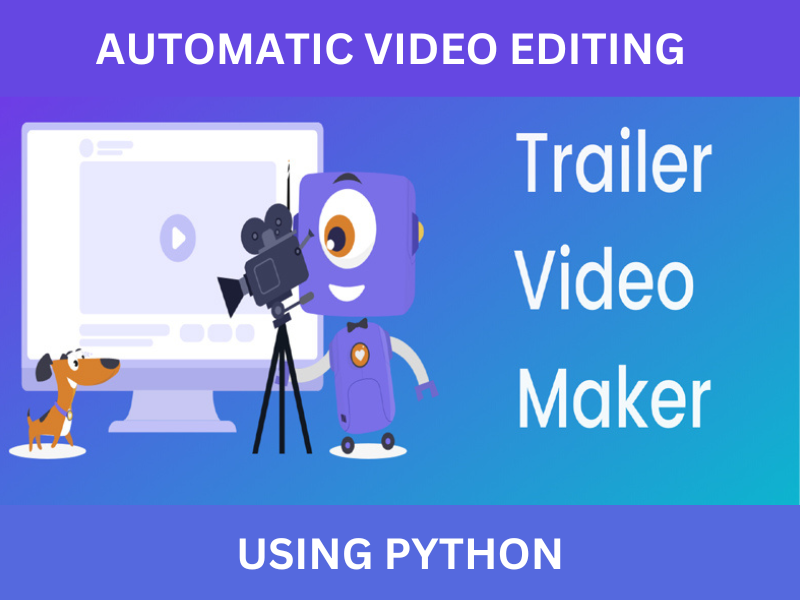 AUTOMATIC VIDEO EDITING
Trailer
Video
Maker
USING PYTHON